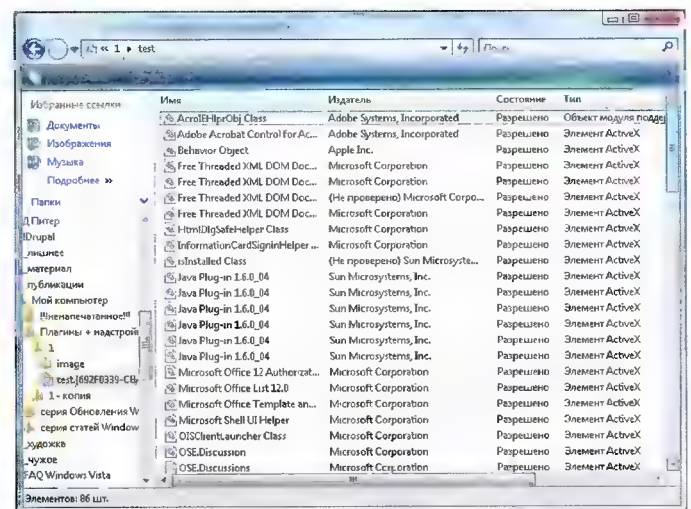 « 1 ▸ test
Избранные ссылки
Документы
Изображения
Музыка
Подробнее »
Папки
Д Питер
!Drupal
_лишнее
_материал
_публикации
Мой компьютер
!!!ненапечатанное!!!
Плагины + надстрой
1
image
test.{692F0339-CB
1 - копия
серия Обновления W
серия статей Window
_художка
_чужое
FAQ Windows Vista
Имя Издатель Состояние Тип
AcroIEHlprObj Class Adobe Systems, Incorporated Разрешено Объект модуля поддер
Adobe Acrobat Control for Ac... Adobe Systems, Incorporated Разрешено Элемент ActiveX
Behavior Object Apple Inc. Разрешено Элемент ActiveX
Free Threaded XML DOM Doc... Microsoft Corporation Разрешено Элемент ActiveX
Free Threaded XML DOM Doc... Microsoft Corporation Разрешено Элемент ActiveX
Free Threaded XML DOM Doc... (Не проверено) Microsoft Corpo... Разрешено Элемент ActiveX
Free Threaded XML DOM Doc... Microsoft Corporation Разрешено Элемент ActiveX
HtmlDlgSafeHelper Class Microsoft Corporation Разрешено Элемент ActiveX
InformationCardSigninHelper ... Microsoft Corporation Разрешено Элемент ActiveX
isInstalled Class (Не проверено) Sun Microsyste... Разрешено Элемент ActiveX
Java Plug-in 1.6.0_04 Sun Microsystems, Inc. Разрешено Элемент ActiveX
Java Plug-in 1.6.0_04 Sun Microsystems, Inc. Разрешено Элемент ActiveX
Java Plug-in 1.6.0_04 Sun Microsystems, Inc. Разрешено Элемент ActiveX
Java Plug-in 1.6.0_04 Sun Microsystems, Inc. Разрешено Элемент ActiveX
Java Plug-in 1.6.0_04 Sun Microsystems, Inc. Разрешено Элемент ActiveX
Java Plug-in 1.6.0_04 Sun Microsystems, Inc. Разрешено Элемент ActiveX
Microsoft Office 12 Authorizat... Microsoft Corporation Разрешено Элемент ActiveX
Microsoft Office List 12.0 Microsoft Corporation Разрешено Элемент ActiveX
Microsoft Office Template an... Microsoft Corporation Разрешено Элемент ActiveX
Microsoft Shell UI Helper Microsoft Corporation Разрешено Элемент ActiveX
OISClientLauncher Class Microsoft Corporation Разрешено Элемент ActiveX
OSE.Discussion Microsoft Corporation Разрешено Элемент ActiveX
OSE.Discussions Microsoft Corporation Разрешено Элемент ActiveX
Элементов: 86 шт.